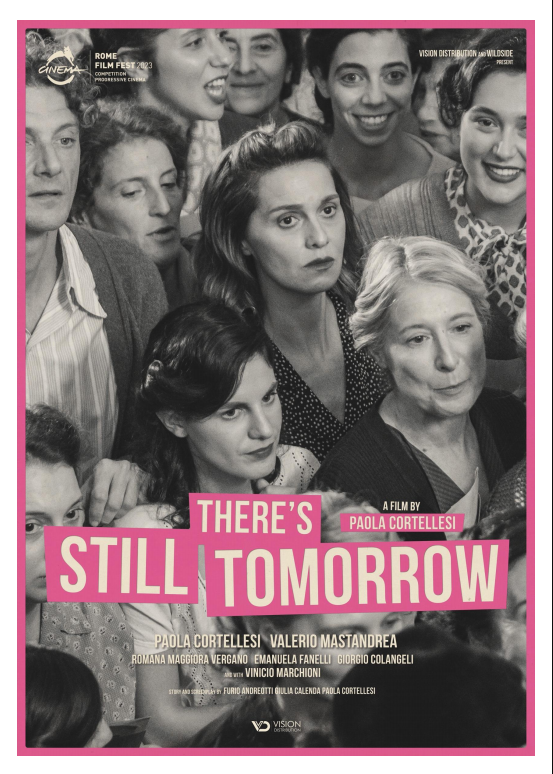 CINEMA
ROME
FILM FEST 2023
COMPETITION
PROGRESSIVE CINEMA
VISION DISTRIBUTION AND WILDSIDE
PRESENT
THERE'S
STILL TOMORROW
A FILM BY
PAOLA CORTELLESI
PAOLA CORTELLESI VALERIO MASTANDREA
ROMANA MAGGIORA VERGANO EMANUELA FANELLI GIORGIO COLANGELI
AND WITH VINICIO MARCHIONI
STORY AND SCREENPLAY BY FURIO ANDREOTTI GIULIA CALENDA PAOLA CORTELLESI
VD VISION
DISTRIBUTION